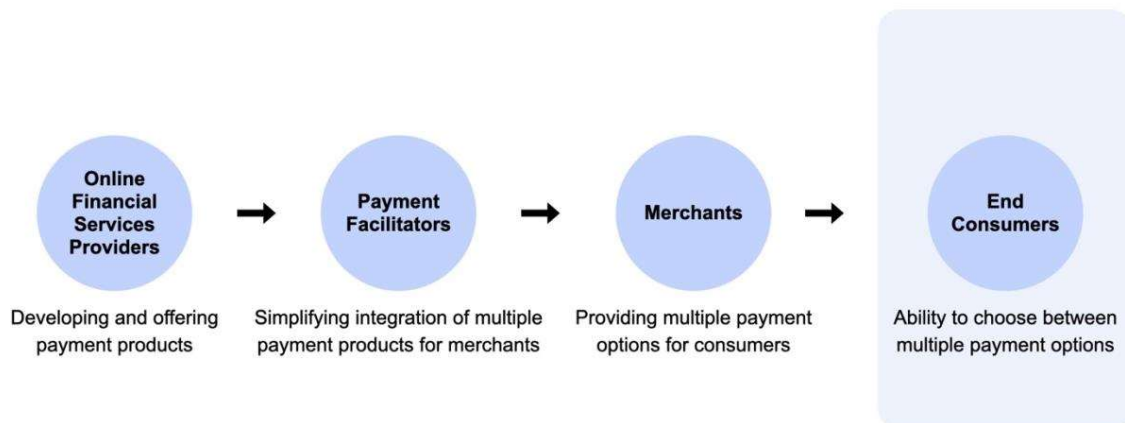 Online
Financial
Services
Providers
Payment
Facilitators
Merchants
End
Consumers
Developing and offering
payment products
Simplifying integration of multiple
payment products for merchants
Providing multiple payment
options for consumers
Ability to choose between
multiple payment options